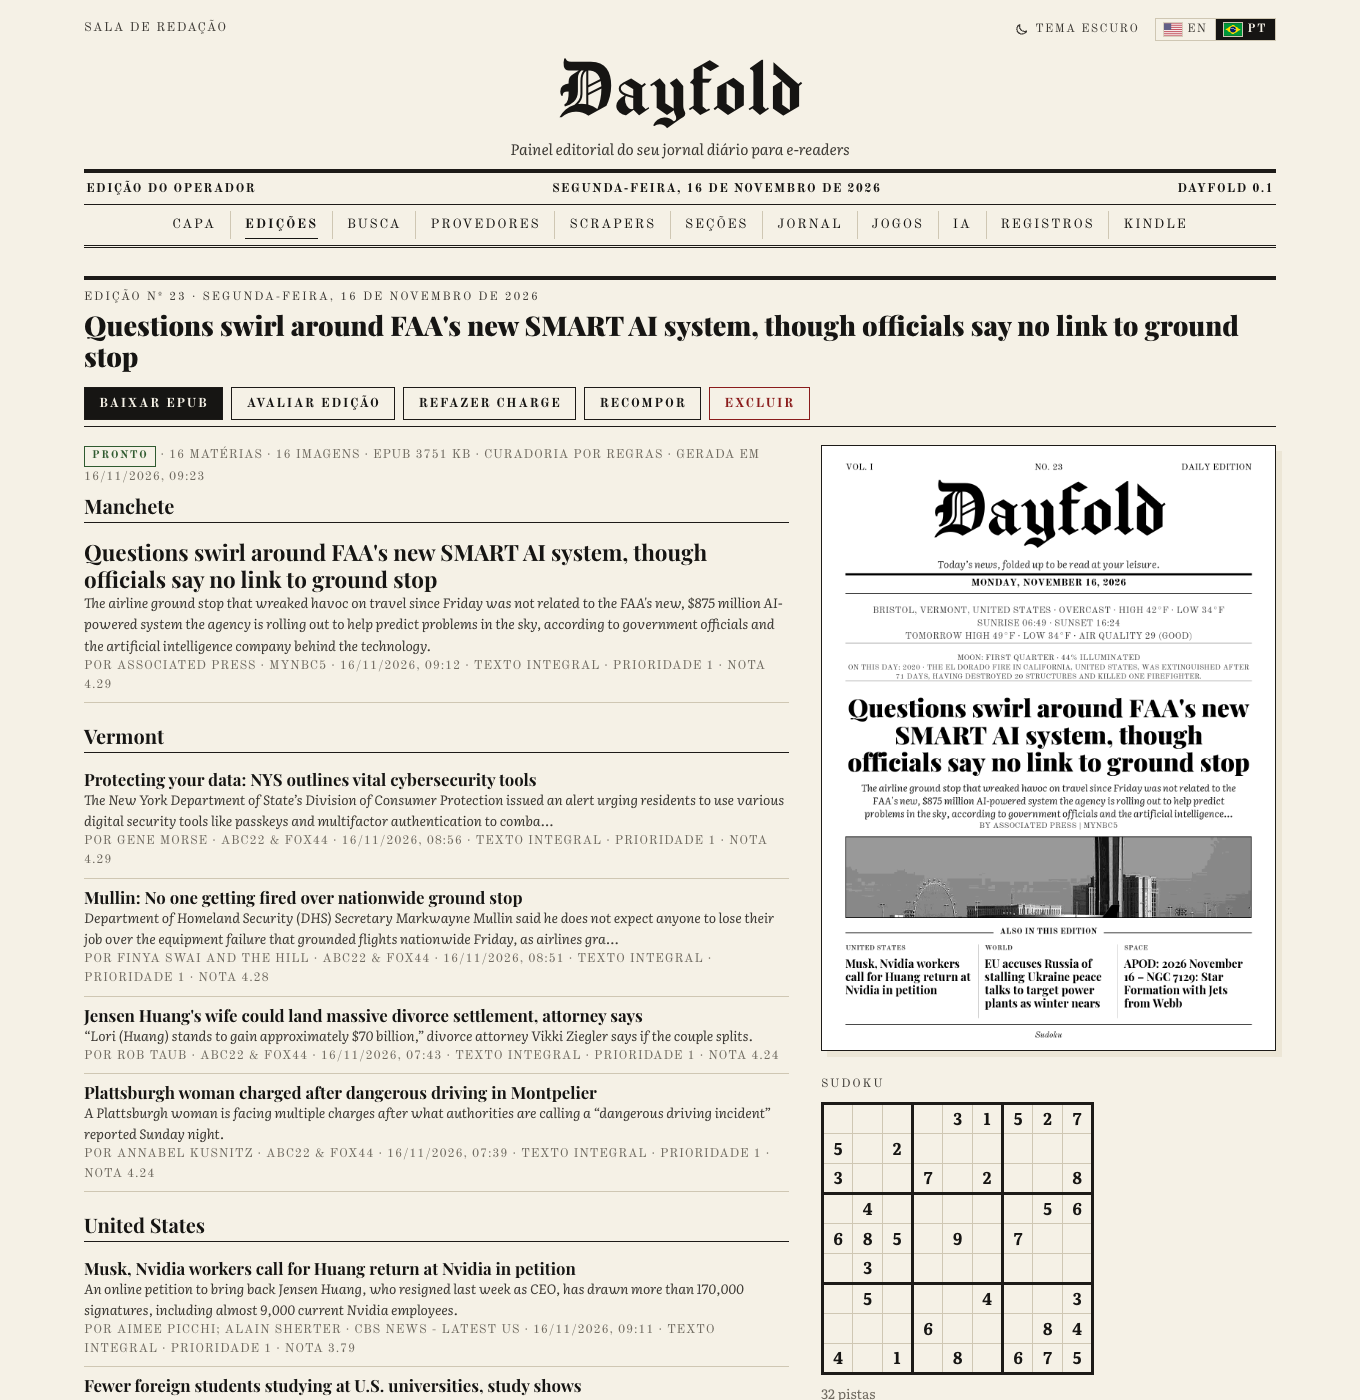 SALA DE REDAÇÃO
TEMA ESCURO
EN
PT
Dayfold
Painel editorial do seu jornal diário para e-readers
EDIÇÃO DO OPERADOR
SEGUNDA-FEIRA, 16 DE NOVEMBRO DE 2026
DAYFOLD 0.1
CAPA
EDIÇÕES
BUSCA
PROVEDORES
SCRAPERS
SEÇÕES
JORNAL
JOGOS
IA
REGISTROS
KINDLE
EDIÇÃO Nº 23 · SEGUNDA-FEIRA, 16 DE NOVEMBRO DE 2026
Questions swirl around FAA's new SMART AI system, though officials say no link to ground
stop
BAIXAR EPUB
AVALIAR EDIÇÃO
REFAZER CHARGE
RECOMPOR
EXCLUIR
PRONTO · 16 MATÉRIAS · 16 IMAGENS · EPUB 3751 KB · CURADORIA POR REGRAS · GERADA EM
16/11/2026, 09:23
Manchete
Questions swirl around FAA's new SMART AI system, though
officials say no link to ground stop
The airline ground stop that wreaked havoc on travel since Friday was not related to the FAA's new, $875 million AI-
powered system the agency is rolling out to help predict problems in the sky, according to government officials and
the artificial intelligence company behind the technology.
POR ASSOCIATED PRESS · MYNBC5 · 16/11/2026, 09:12 · TEXTO INTEGRAL · PRIORIDADE 1 · NOTA
4.29
Vermont
Protecting your data: NYS outlines vital cybersecurity tools
The New York Department of State’s Division of Consumer Protection issued an alert urging residents to use various
digital security tools like passkeys and multifactor authentication to comba…
POR GENE MORSE · ABC22 & FOX44 · 16/11/2026, 08:56 · TEXTO INTEGRAL · PRIORIDADE 1 · NOTA
4.29
Mullin: No one getting fired over nationwide ground stop
Department of Homeland Security (DHS) Secretary Markwayne Mullin said he does not expect anyone to lose their
job over the equipment failure that grounded flights nationwide Friday, as airlines gra…
POR FINYA SWAI AND THE HILL · ABC22 & FOX44 · 16/11/2026, 08:51 · TEXTO INTEGRAL ·
PRIORIDADE 1 · NOTA 4.28
Jensen Huang's wife could land massive divorce settlement, attorney says
“Lori (Huang) stands to gain approximately $70 billion,” divorce attorney Vikki Ziegler says if the couple splits.
POR ROB TAUB · ABC22 & FOX44 · 16/11/2026, 07:43 · TEXTO INTEGRAL · PRIORIDADE 1 · NOTA 4.24
Plattsburgh woman charged after dangerous driving in Montpelier
A Plattsburgh woman is facing multiple charges after what authorities are calling a “dangerous driving incident”
reported Sunday night.
POR ANNABEL KUSNITZ · ABC22 & FOX44 · 16/11/2026, 07:39 · TEXTO INTEGRAL · PRIORIDADE 1 ·
NOTA 4.24
United States
Musk, Nvidia workers call for Huang return at Nvidia in petition
An online petition to bring back Jensen Huang, who resigned last week as CEO, has drawn more than 170,000
signatures, including almost 9,000 current Nvidia employees.
POR AIMEE PICCHI; ALAIN SHERTER · CBS NEWS - LATEST US · 16/11/2026, 09:11 · TEXTO
INTEGRAL · PRIORIDADE 1 · NOTA 3.79
Fewer foreign students studying at U.S. universities, study shows
VOL. I
NO. 23
DAILY EDITION
Dayfold
Today's news, folded up to be read at your leisure.
MONDAY, NOVEMBER 16, 2026
BRISTOL, VERMONT, UNITED STATES · OVERCAST · HIGH 42°F · LOW 34°F
SUNRISE 06:49 · SUNSET 16:24
TOMORROW HIGH 49°F · LOW 34°F · AIR QUALITY 29 (GOOD)
MOON: FIRST QUARTER · 44% ILLUMINATED
ON THIS DAY: 2020 · THE EL DORADO FIRE IN CALIFORNIA, UNITED STATES, WAS EXTINGUISHED AFTER
71 DAYS, HAVING DESTROYED 20 STRUCTURES AND KILLED ONE FIREFIGHTER.
Questions swirl around FAA's new
SMART AI system, though
officials say no link to ground stop
The airline ground stop that wreaked havoc on travel since Friday was not related to the
FAA's new, $875 million AI-powered system the agency is rolling out to help predict
problems in the sky, according to government officials and the artificial intelligence…
BY ASSOCIATED PRESS | MYNBC5
ALSO IN THIS EDITION
UNITED STATES
Musk, Nvidia workers
call for Huang return at
Nvidia in petition
WORLD
EU accuses Russia of
stalling Ukraine peace
talks to target power
plants as winter nears
SPACE
APOD: 2026 November
16 – NGC 7129: Star
Formation with Jets
from Webb
Sudoku
SUDOKU
3 1 5 2 7
5 2
3 7 2 8
4 5 6
6 8 5 9 7
3
5 4 3
6 8 4
4 1 8 6 7 5
32 pistas